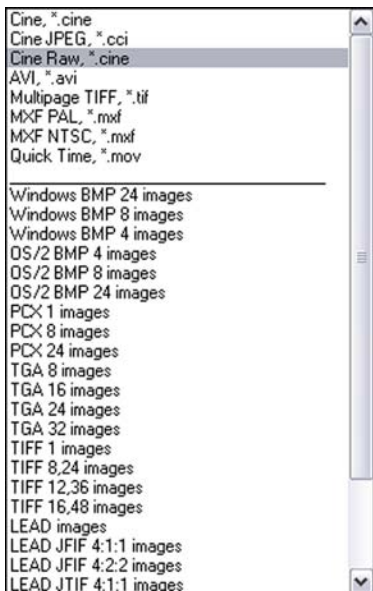 Cine, *.cine
Cine JPEG, *.cci
Cine Raw, *.cine
AVI, *.avi
Multipage TIFF, *.tif
MXF PAL, *.mxf
MXF NTSC, *.mxf
Quick Time, *.mov
Windows BMP 24 images
Windows BMP 8 images
Windows BMP 4 images
OS/2 BMP 4 images
OS/2 BMP 8 images
OS/2 BMP 24 images
PCX 1 images
PCX 8 images
PCX 24 images
TGA 8 images
TGA 16 images
TGA 24 images
TGA 32 images
TIFF 1 images
TIFF 8,24 images
TIFF 12,36 images
TIFF 16,48 images
LEAD images
LEAD JFIF 4:1:1 images
LEAD JFIF 4:2:2 images
LEAD JTIF 4:1:1 images